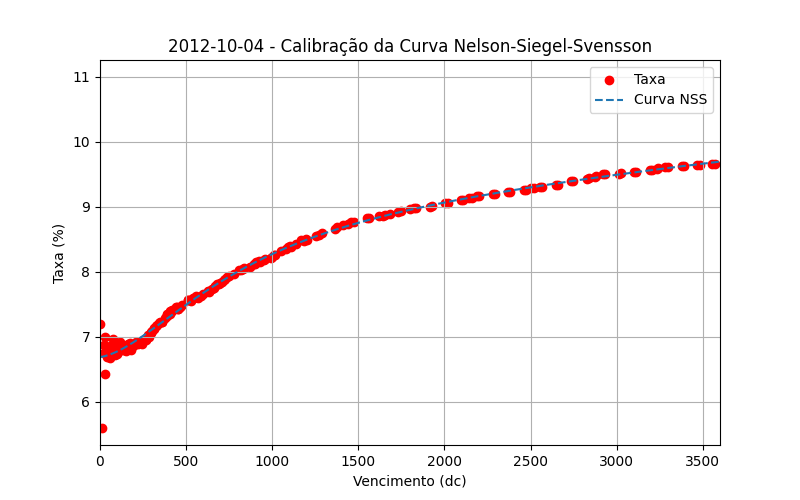 2012-10-04 - Calibração da Curva Nelson-Siegel-Svensson
11
10
9
8
7
6
Taxa (%)
Taxa
Curva NSS
0 500 1000 1500 2000 2500 3000 3500
Vencimento (dc)